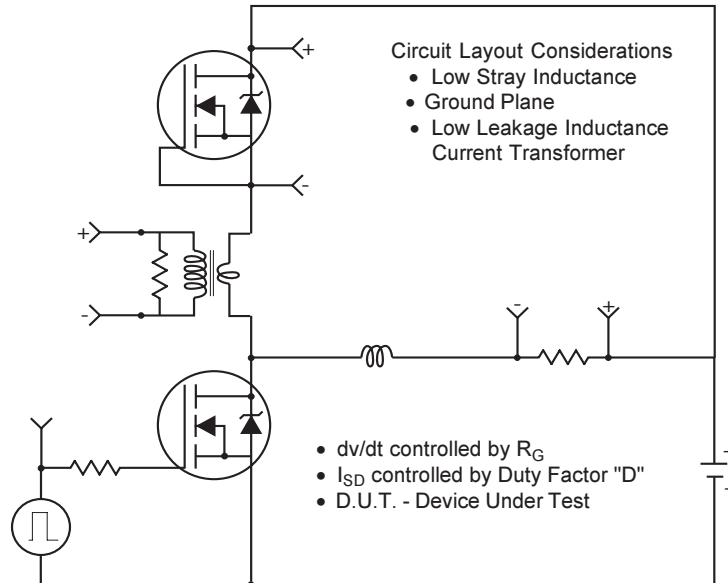 +
Circuit Layout Considerations
• Low Stray Inductance
• Ground Plane
• Low Leakage Inductance
Current Transformer
-
+
-
-
+
• dv/dt controlled by RG
• ISD controlled by Duty Factor "D"
• D.U.T. - Device Under Test